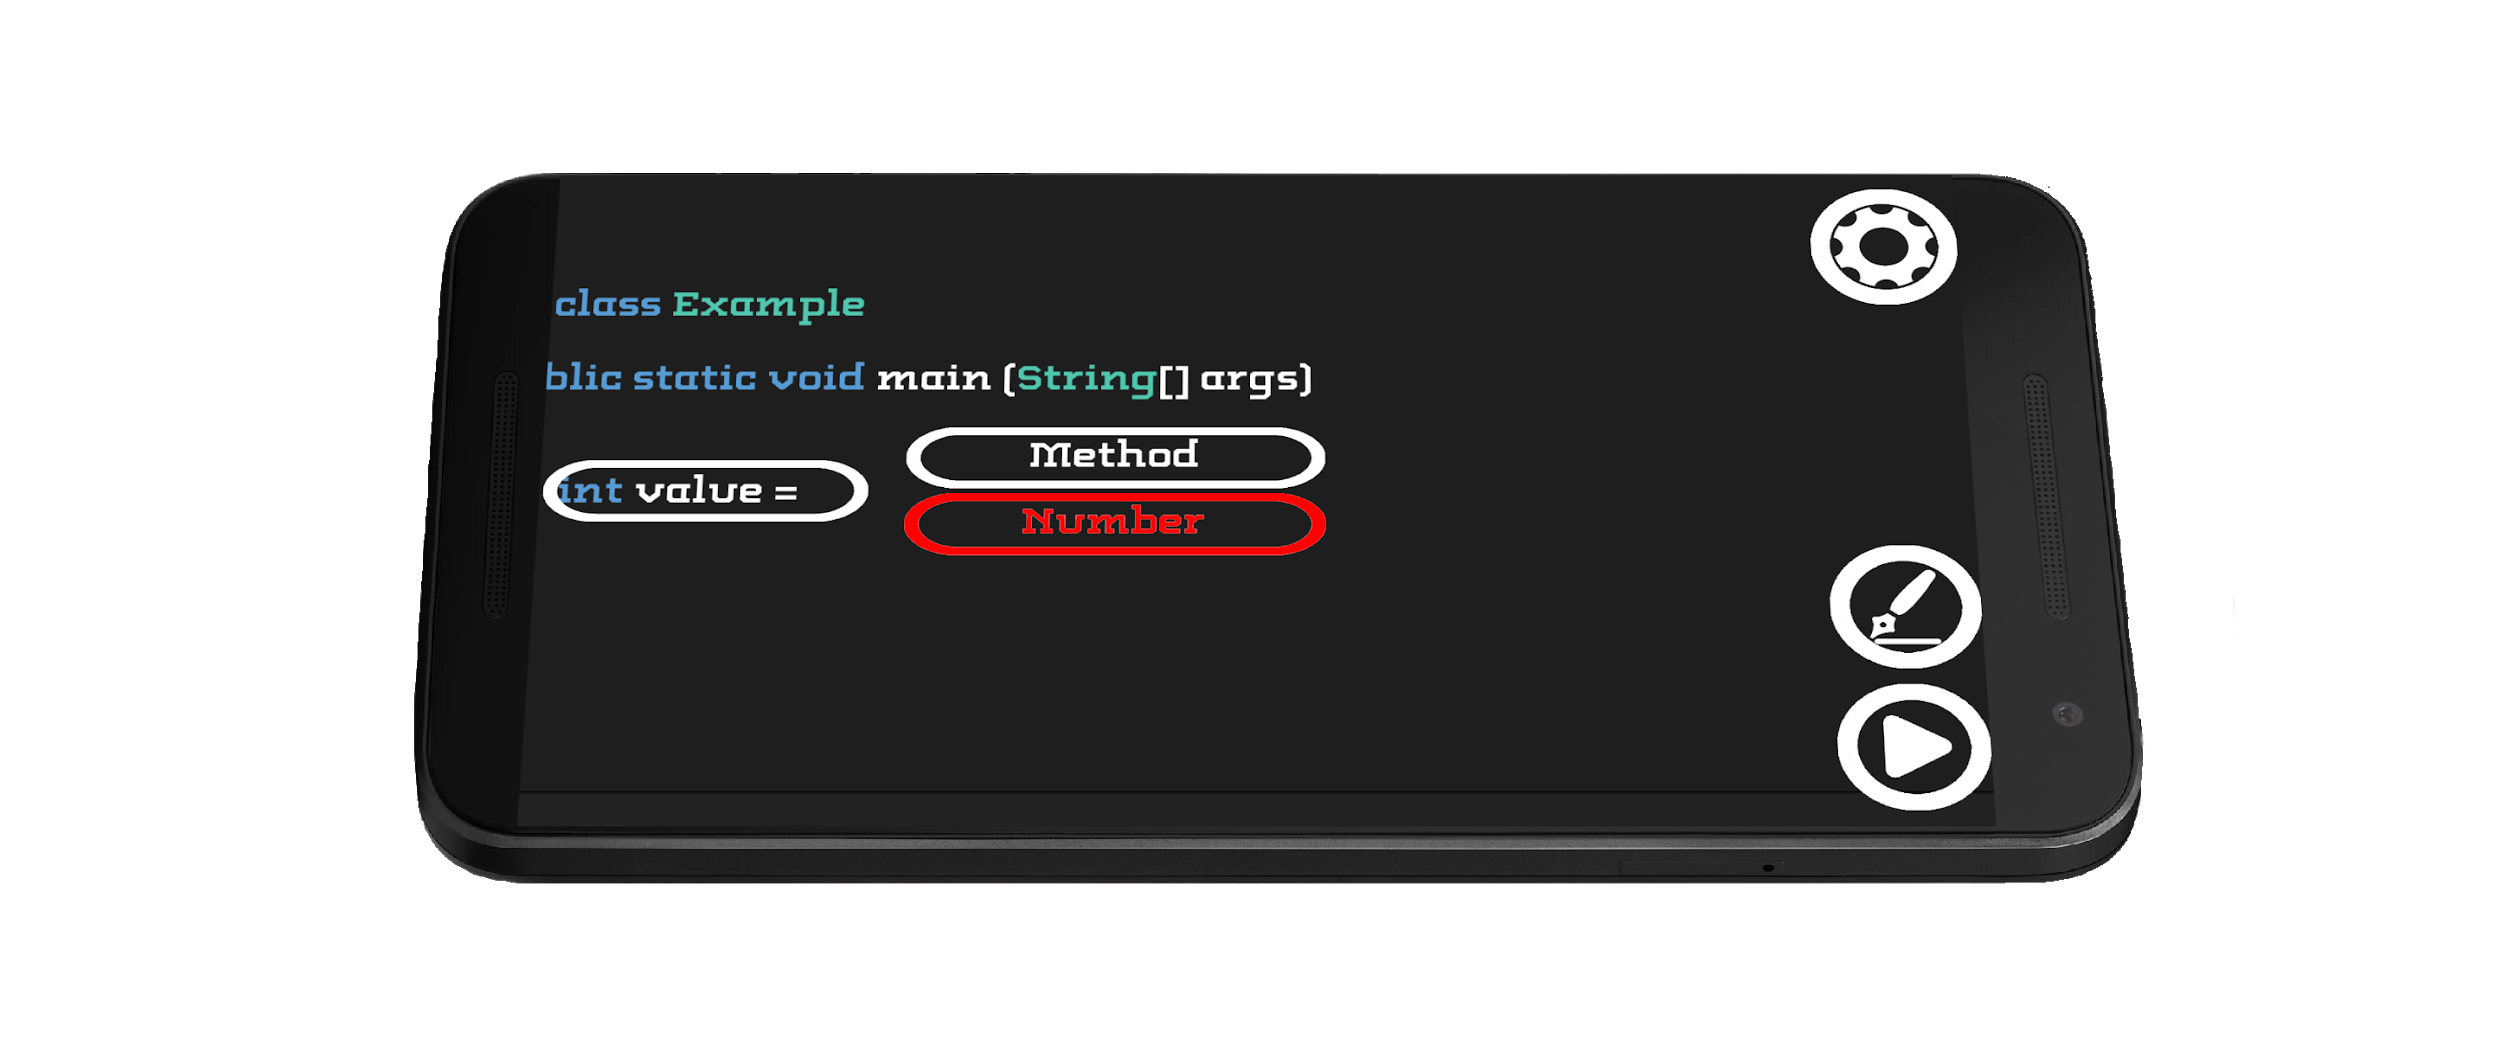 class Example
blic static void main (String[] args)
Method
int value =
Number